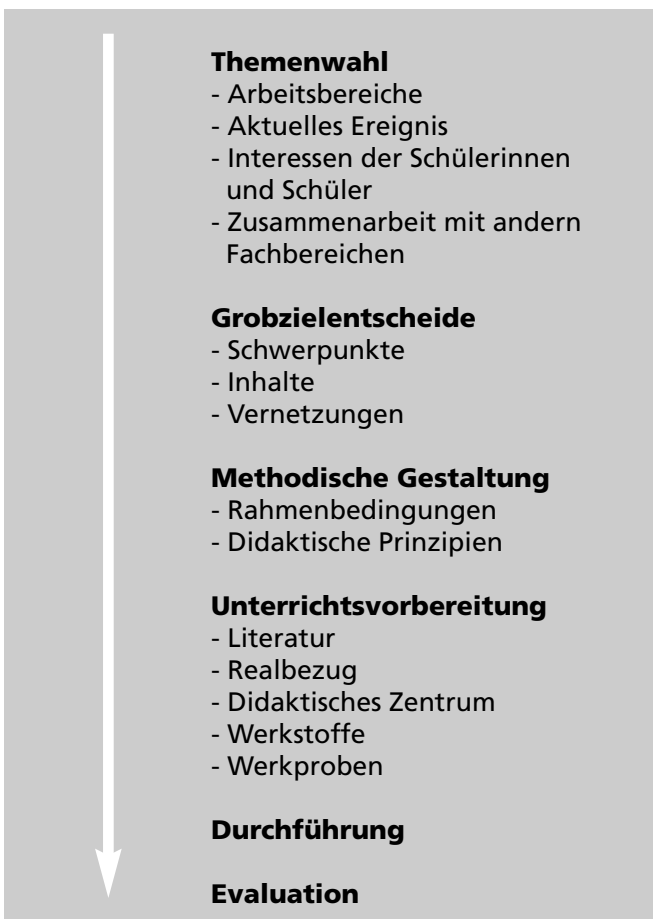 Themenwahl
- Arbeitsbereiche
- Aktuelles Ereignis
- Interessen der Schülerinnen
und Schüler
- Zusammenarbeit mit andern
Fachbereichen
Grobzielentscheide
- Schwerpunkte
- Inhalte
- Vernetzungen
Methodische Gestaltung
- Rahmenbedingungen
- Didaktische Prinzipien
Unterrichtsvorbereitung
- Literatur
- Realbezug
- Didaktisches Zentrum
- Werkstoffe
- Werkproben
Durchführung
Evaluation